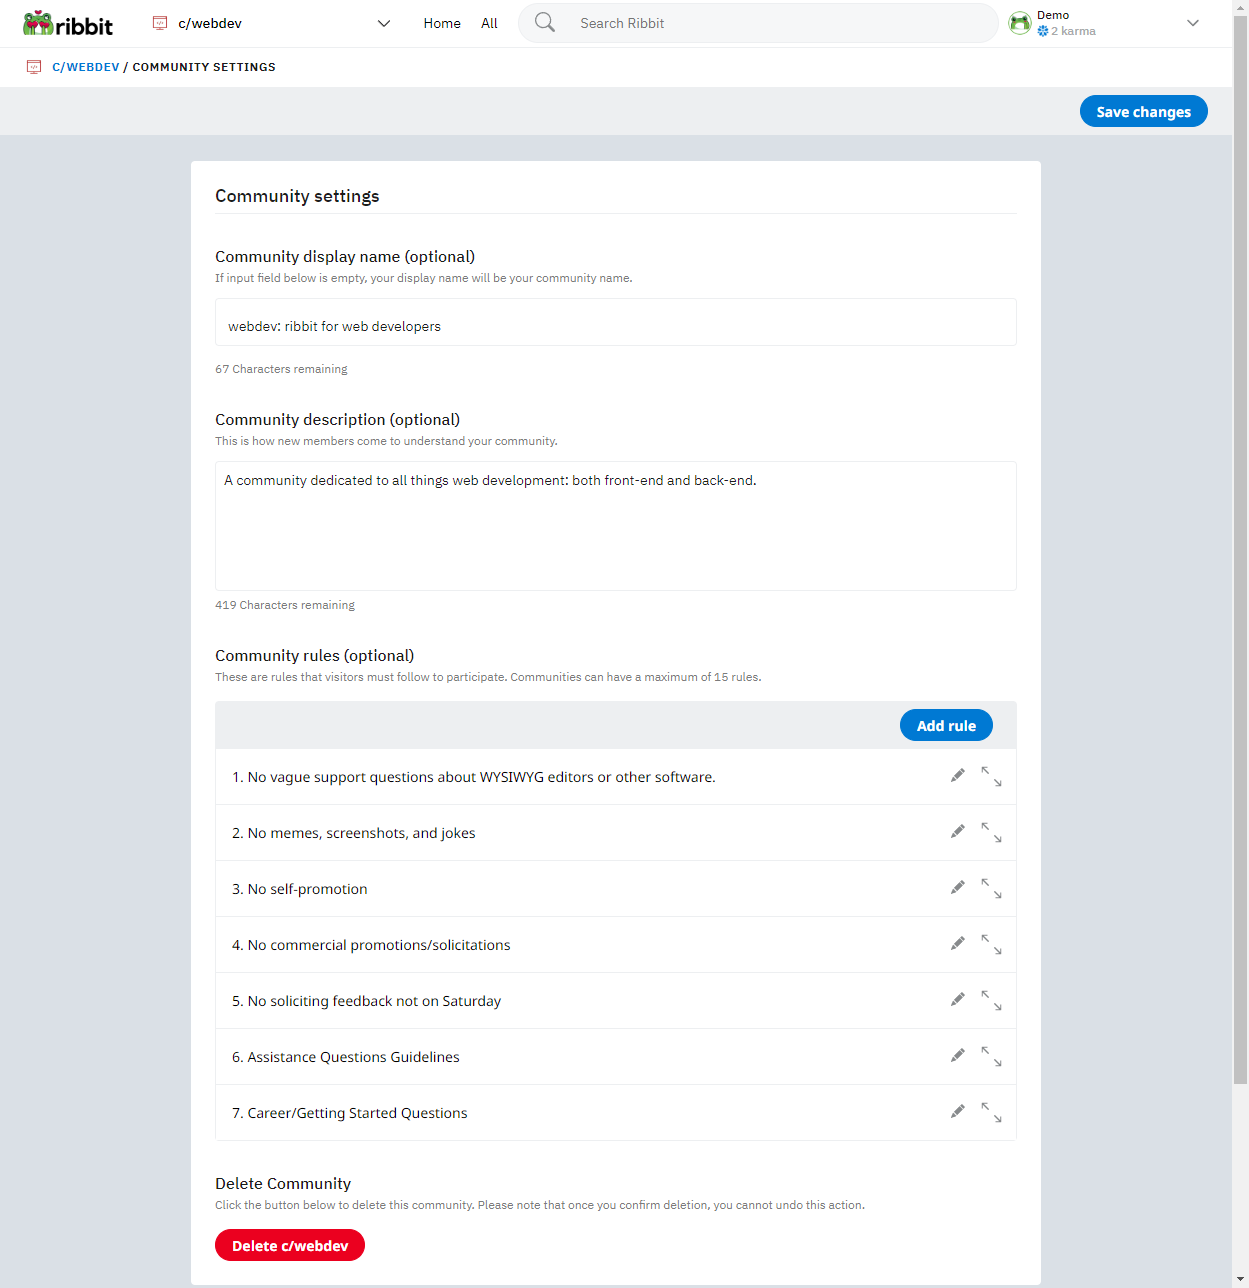 ribbit
c/webdev
Home
All
Search Ribbit
Demo
2 karma
C/WEBDEV / COMMUNITY SETTINGS
Save changes
Community settings
Community display name (optional)
If input field below is empty, your display name will be your community name.
webdev: ribbit for web developers
67 Characters remaining
Community description (optional)
This is how new members come to understand your community.
A community dedicated to all things web development: both front-end and back-end.
419 Characters remaining
Community rules (optional)
These are rules that visitors must follow to participate. Communities can have a maximum of 15 rules.
Add rule
1. No vague support questions about WYSIWYG editors or other software.
2. No memes, screenshots, and jokes
3. No self-promotion
4. No commercial promotions/solicitations
5. No soliciting feedback not on Saturday
6. Assistance Questions Guidelines
7. Career/Getting Started Questions
Delete Community
Click the button below to delete this community. Please note that once you confirm deletion, you cannot undo this action.
Delete c/webdev